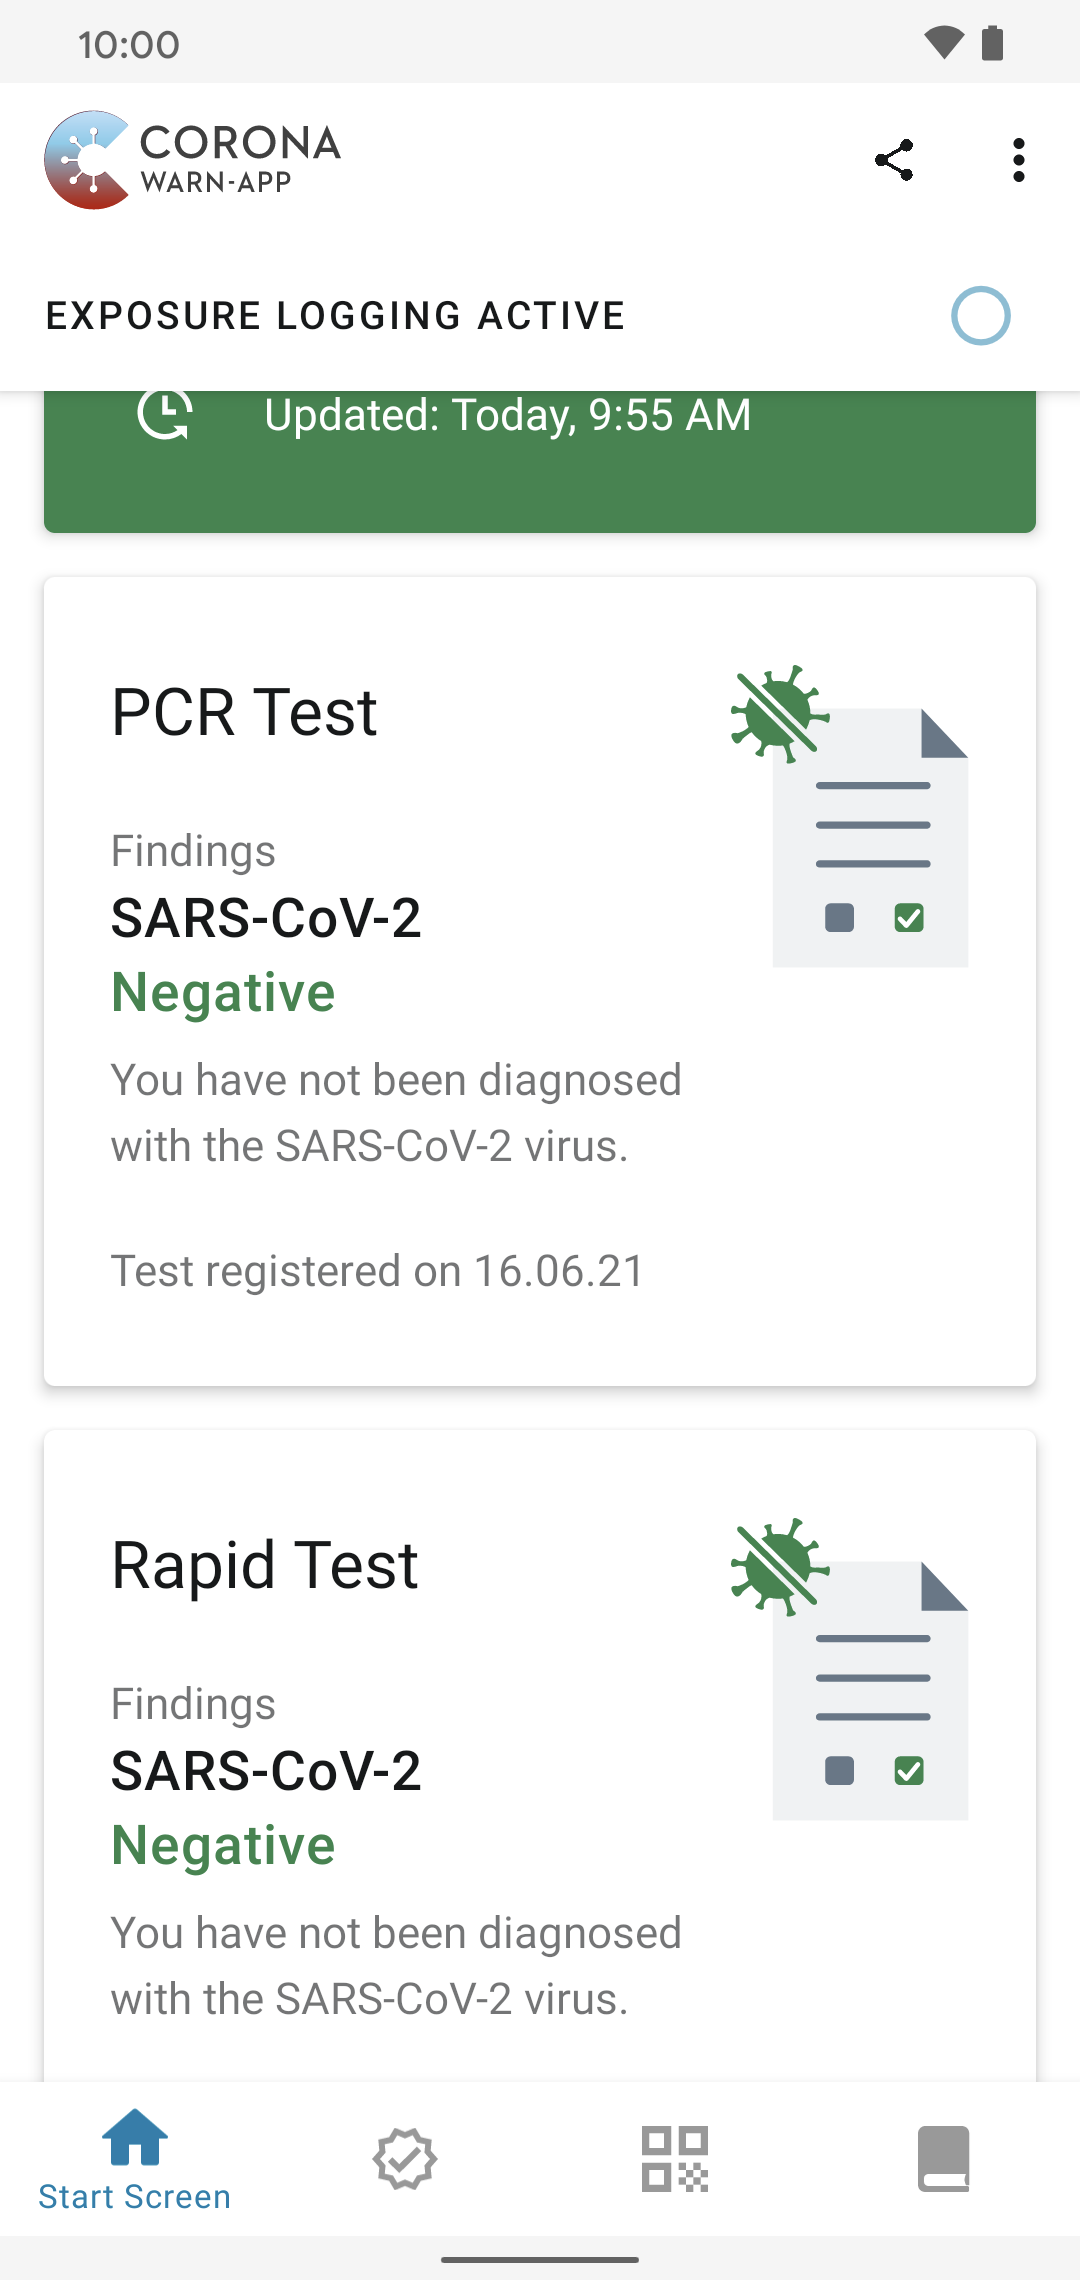 10:00
CORONA
WARN-APP
EXPOSURE LOGGING ACTIVE
Updated: Today, 9:55 AM
PCR Test
Findings
SARS-CoV-2
Negative
You have not been diagnosed
with the SARS-CoV-2 virus.
Test registered on 16.06.21
Rapid Test
Findings
SARS-CoV-2
Negative
You have not been diagnosed
with the SARS-CoV-2 virus.
Start Screen